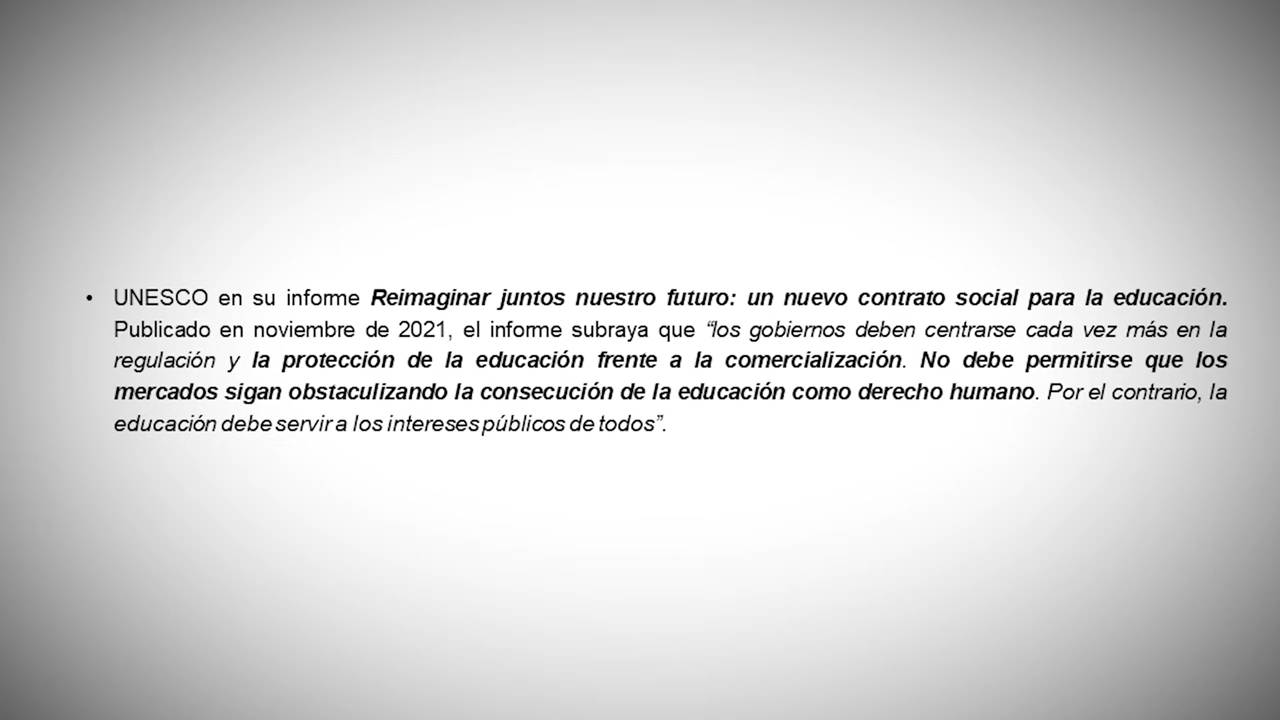 • UNESCO en su informe Reimaginar juntos nuestro futuro: un nuevo contrato social para la educación.
Publicado en noviembre de 2021, el informe subraya que “los gobiernos deben centrarse cada vez más en la
regulación y la protección de la educación frente a la comercialización. No debe permitirse que los
mercados sigan obstaculizando la consecución de la educación como derecho humano. Por el contrario, la
educación debe servir a los intereses públicos de todos”.